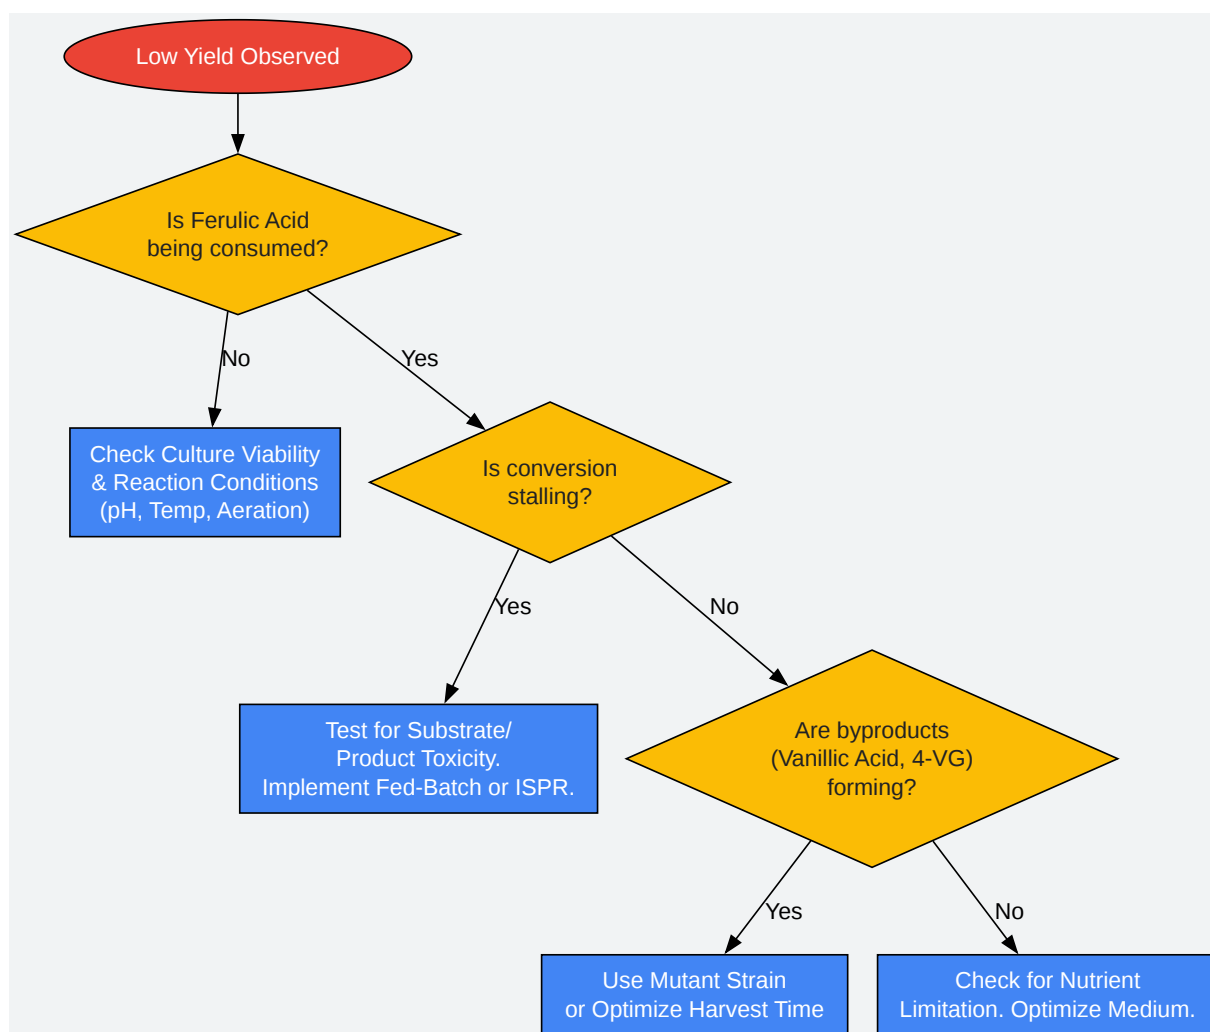 Low Yield Observed
Is Ferulic Acid
being consumed?
No
Yes
Check Culture Viability
& Reaction Conditions
(pH, Temp, Aeration)
Is conversion
stalling?
Yes
No
Test for Substrate/
Product Toxicity.
Implement Fed-Batch or ISPR.
Are byproducts
(Vanillic Acid, 4-VG)
forming?
Yes
No
Use Mutant Strain
or Optimize Harvest Time
Check for Nutrient
Limitation. Optimize Medium.